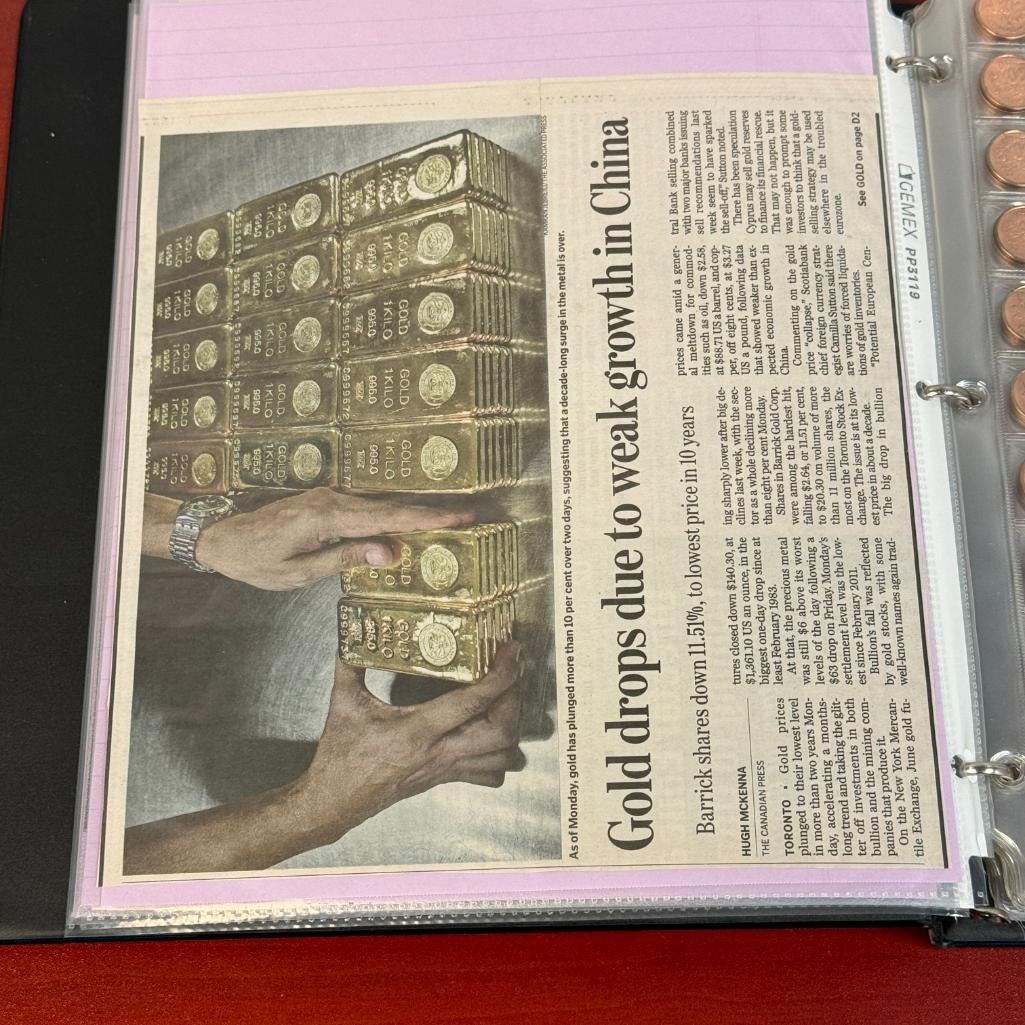 KAMRAN JEBREILI/THE ASSOCIATED PRESS
As of Monday, gold has plunged more than 10 per cent over two days, suggesting that a decade-long surge in the metal is over.
Gold drops due to weak growth in China
Barrick shares down 11.51%, to lowest price in 10 years
HUGH MCKENNA
THE CANADIAN PRESS
TORONTO • Gold prices
plunged to their lowest level
in more than two years Mon-
day, accelerating a months-
long trend and taking the glit-
ter off investments in both
bullion and the mining com-
panies that produce it.
On the New York Mercan-
tile Exchange, June gold fu-
tures closed down $140.30, at
$1,361.10 US an ounce, in the
biggest one-day drop since at
least February 1983.
At that, the precious metal
was still $6 above its worst
levels of the day following a
$63 drop on Friday. Monday's
settlement level was the low-
est since February 2011.
Bullion's fall was reflected
by gold stocks, with some
well-known names again trad-
ing sharply lower after big de-
clines last week, with the sec-
tor as a whole declining more
than eight per cent Monday.
Shares in Barrick Gold Corp.
were among the hardest hit,
falling $2.64, or 11.51 per cent,
to $20.30 on volume of more
than 11 million shares, the
most on the Toronto Stock Ex-
change. The issue is at its low-
est price in about a decade.
The big drop in bullion
prices came amid a gener-
al meltdown for commod-
ities such as oil, down $2.58,
at $88.71 US a barrel, and cop-
per, off eight cents, at $3.27
US a pound, following data
that showed weaker than ex-
pected economic growth in
China.
Commenting on the gold
price "collapse," Scotiabank
chief foreign currency strat-
egist Camilla Sutton said there
are worries of forced liquida-
tions of gold inventories.
"Potential European Cen-
tral Bank selling combined
with two major banks issuing
sell recommendations last
week seem to have sparked
the sell-off," Sutton noted.
There has been speculation
Cyprus may sell gold reserves
to finance its financial rescue.
That may not happen, but it
was enough to prompt some
investors to think that a gold-
selling strategy may be used
elsewhere in the troubled
eurozone.
See GOLD on page D2
GEMEX PP3119
GOLD
1 KILO
995.0